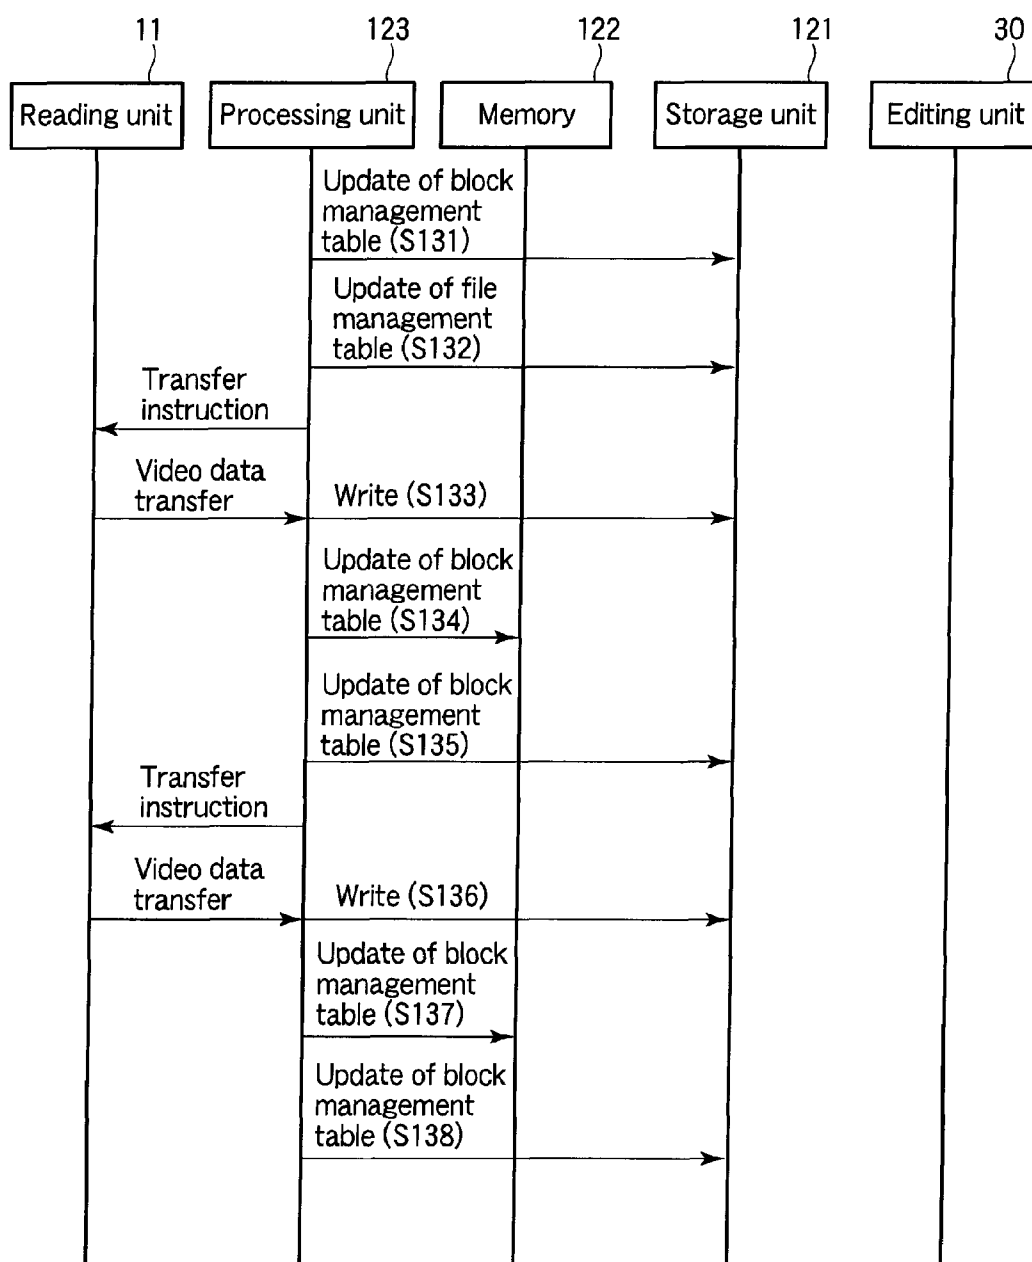 11
123
122
121
30
Reading unit
Processing unit
Memory
Storage unit
Editing unit
Update of block
management
table (S131)
Update of file
management
table (S132)
Transfer
instruction
Video data
transfer
Write (S133)
Update of block
management
table (S134)
Update of block
management
table (S135)
Transfer
instruction
Video data
transfer
Write (S136)
Update of block
management
table (S137)
Update of block
management
table (S138)